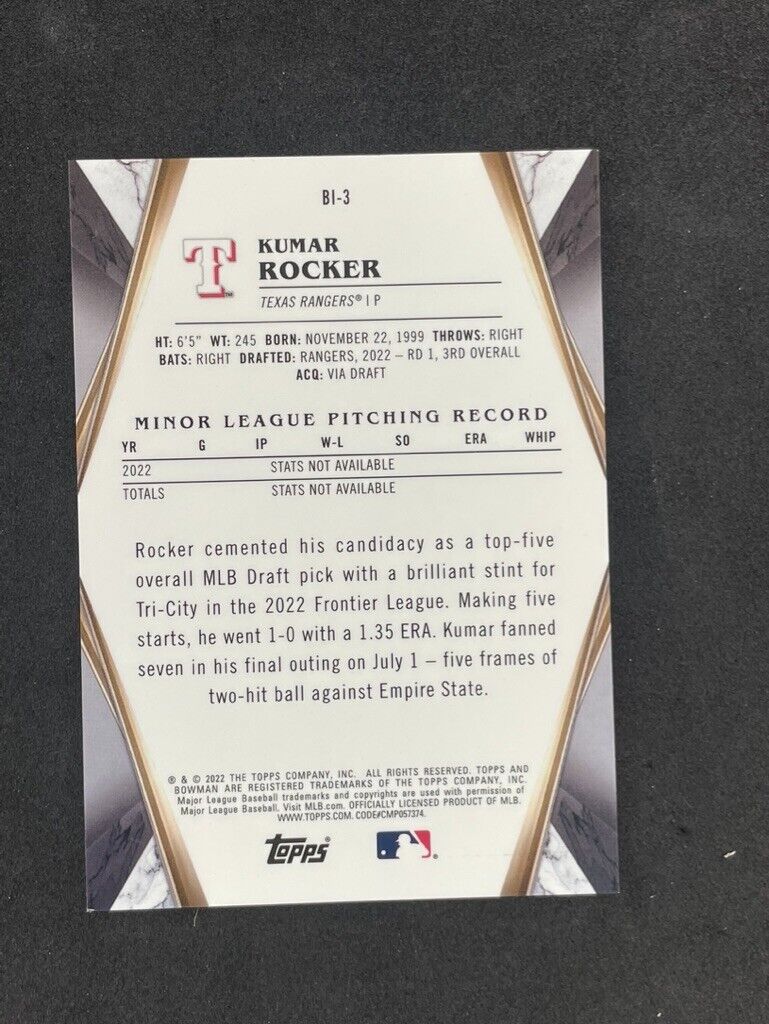 BI-3
T
TM
KUMAR
ROCKER
TEXAS RANGERS® | P
HT: 6'5" WT: 245 BORN: NOVEMBER 22, 1999 THROWS: RIGHT
BATS: RIGHT DRAFTED: RANGERS, 2022 – RD 1, 3RD OVERALL
ACQ: VIA DRAFT
MINOR LEAGUE PITCHING RECORD
YR G IP W-L SO ERA WHIP
2022 STATS NOT AVAILABLE
TOTALS STATS NOT AVAILABLE
Rocker cemented his candidacy as a top-five
overall MLB Draft pick with a brilliant stint for
Tri-City in the 2022 Frontier League. Making five
starts, he went 1-0 with a 1.35 ERA. Kumar fanned
seven in his final outing on July 1 – five frames of
two-hit ball against Empire State.
® & © 2022 THE TOPPS COMPANY, INC. ALL RIGHTS RESERVED. TOPPS AND
BOWMAN ARE REGISTERED TRADEMARKS OF THE TOPPS COMPANY, INC.
Major League Baseball trademarks and copyrights are used with permission of
Major League Baseball. Visit MLB.com. OFFICIALLY LICENSED PRODUCT OF MLB.
WWW.TOPPS.COM. CODE#CMP057374.
Topps® ®